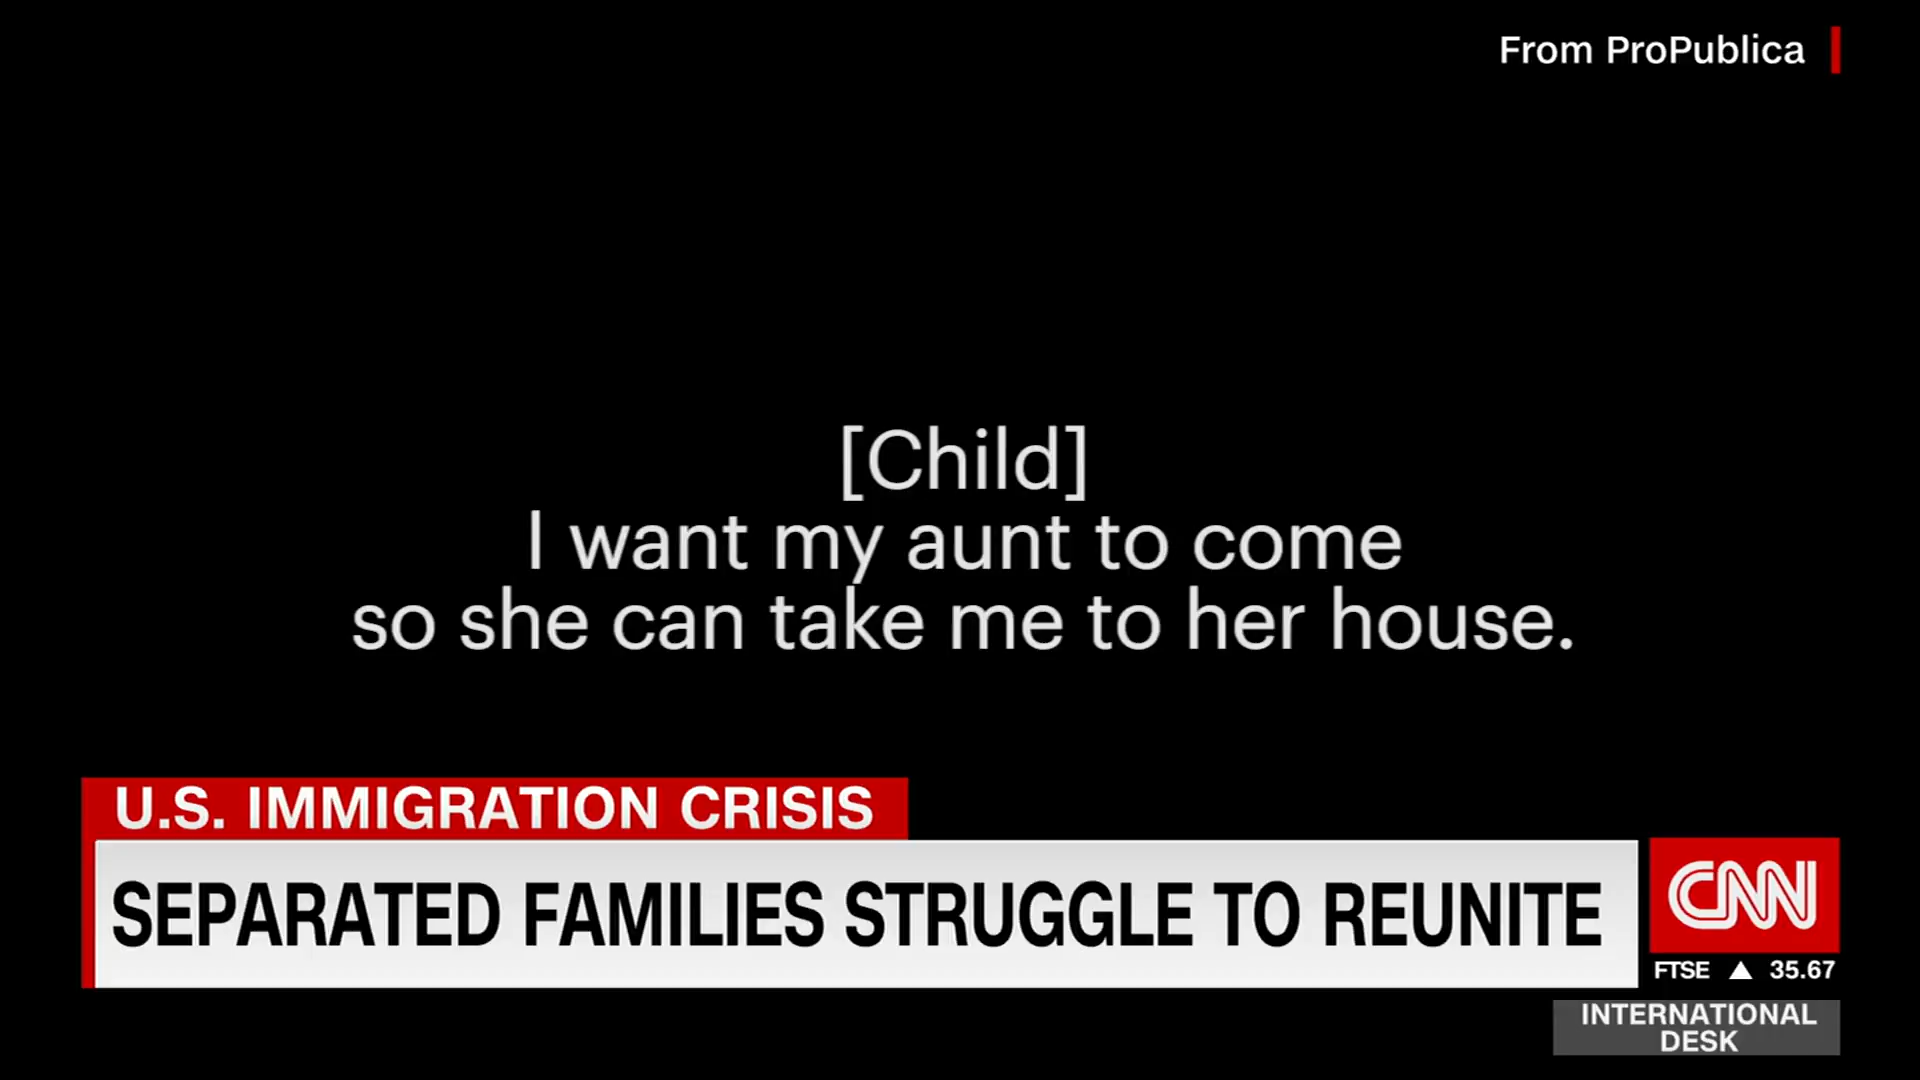 From ProPublica
[Child]
I want my aunt to come
so she can take me to her house.
U.S. IMMIGRATION CRISIS
SEPARATED FAMILIES STRUGGLE TO REUNITE
CNN
FTSE ▲ 35.67
INTERNATIONAL
DESK